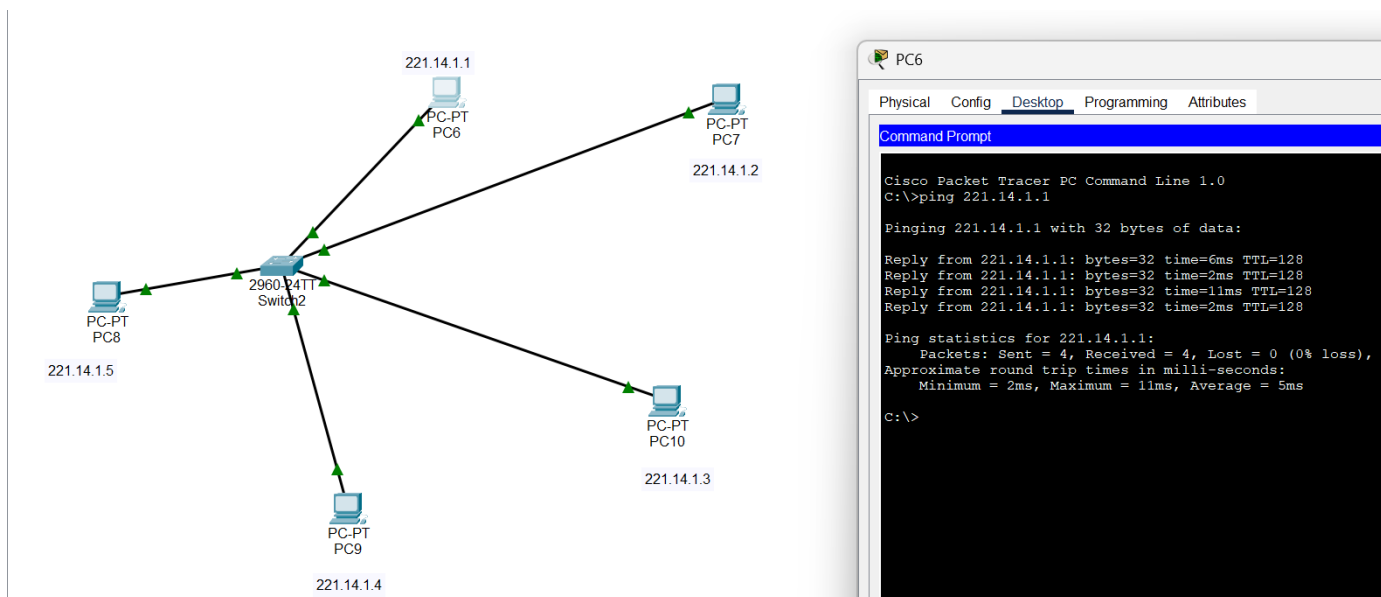 221.14.1.1
PC-PT
PC6
PC-PT
PC7
221.14.1.2
2960-24TT
Switch2
PC-PT
PC8
221.14.1.5
PC-PT
PC10
221.14.1.3
PC-PT
PC9
221.14.1.4
PC6
Physical Config Desktop Programming Attributes
Command Prompt
Cisco Packet Tracer PC Command Line 1.0
C:\>ping 221.14.1.1
Pinging 221.14.1.1 with 32 bytes of data:
Reply from 221.14.1.1: bytes=32 time=6ms TTL=128
Reply from 221.14.1.1: bytes=32 time=2ms TTL=128
Reply from 221.14.1.1: bytes=32 time=11ms TTL=128
Reply from 221.14.1.1: bytes=32 time=2ms TTL=128
Ping statistics for 221.14.1.1:
Packets: Sent = 4, Received = 4, Lost = 0 (0% loss),
Approximate round trip times in milli-seconds:
Minimum = 2ms, Maximum = 11ms, Average = 5ms
C:\>